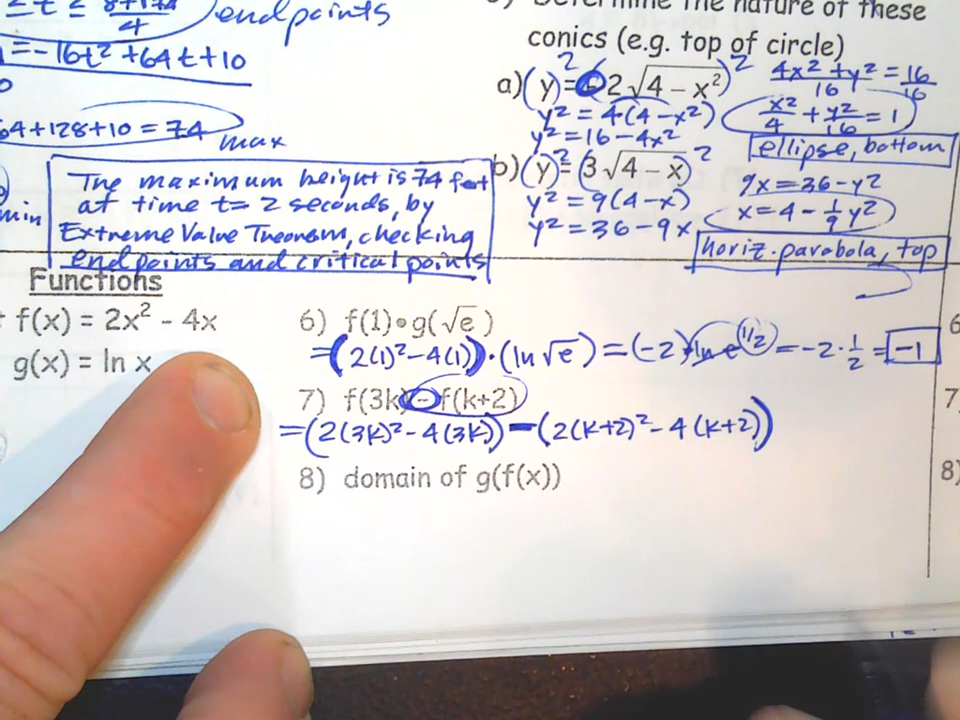 ≤ t ≤ 4 endpoints
= -16t² + 64t + 10
64+128+10 = 74 max
min
The maximum height is 74 feet
at time t = 2 seconds, by
Extreme Value Theorem, checking
endpoints and critical points
Determine the nature of these
conics (e.g. top of circle)
a) (y)² = (-2√(4 - x²))²
y² = 4(4-x²)
y² = 16 - 4x²
(4x² + y²)/16 = 16/16
x²/4 + y²/16 = 1
ellipse, bottom
b) (y)² = (3√(4 - x))²
y² = 9(4-x)
y² = 36 - 9x
9x = 36 - y²
x = 4 - 1/9 y²
horiz. parabola, top
Functions
f(x) = 2x² - 4x
g(x) = ln x
6) f(1)•g(√e)
= (2(1)² - 4(1))·(ln √e) = (-2)·ln e^(1/2) = -2·1/2 = -1
7) f(3k) - f(k+2)
= (2(3k)² - 4(3k)) - (2(k+2)² - 4(k+2))
8) domain of g(f(x))
6
7
8)